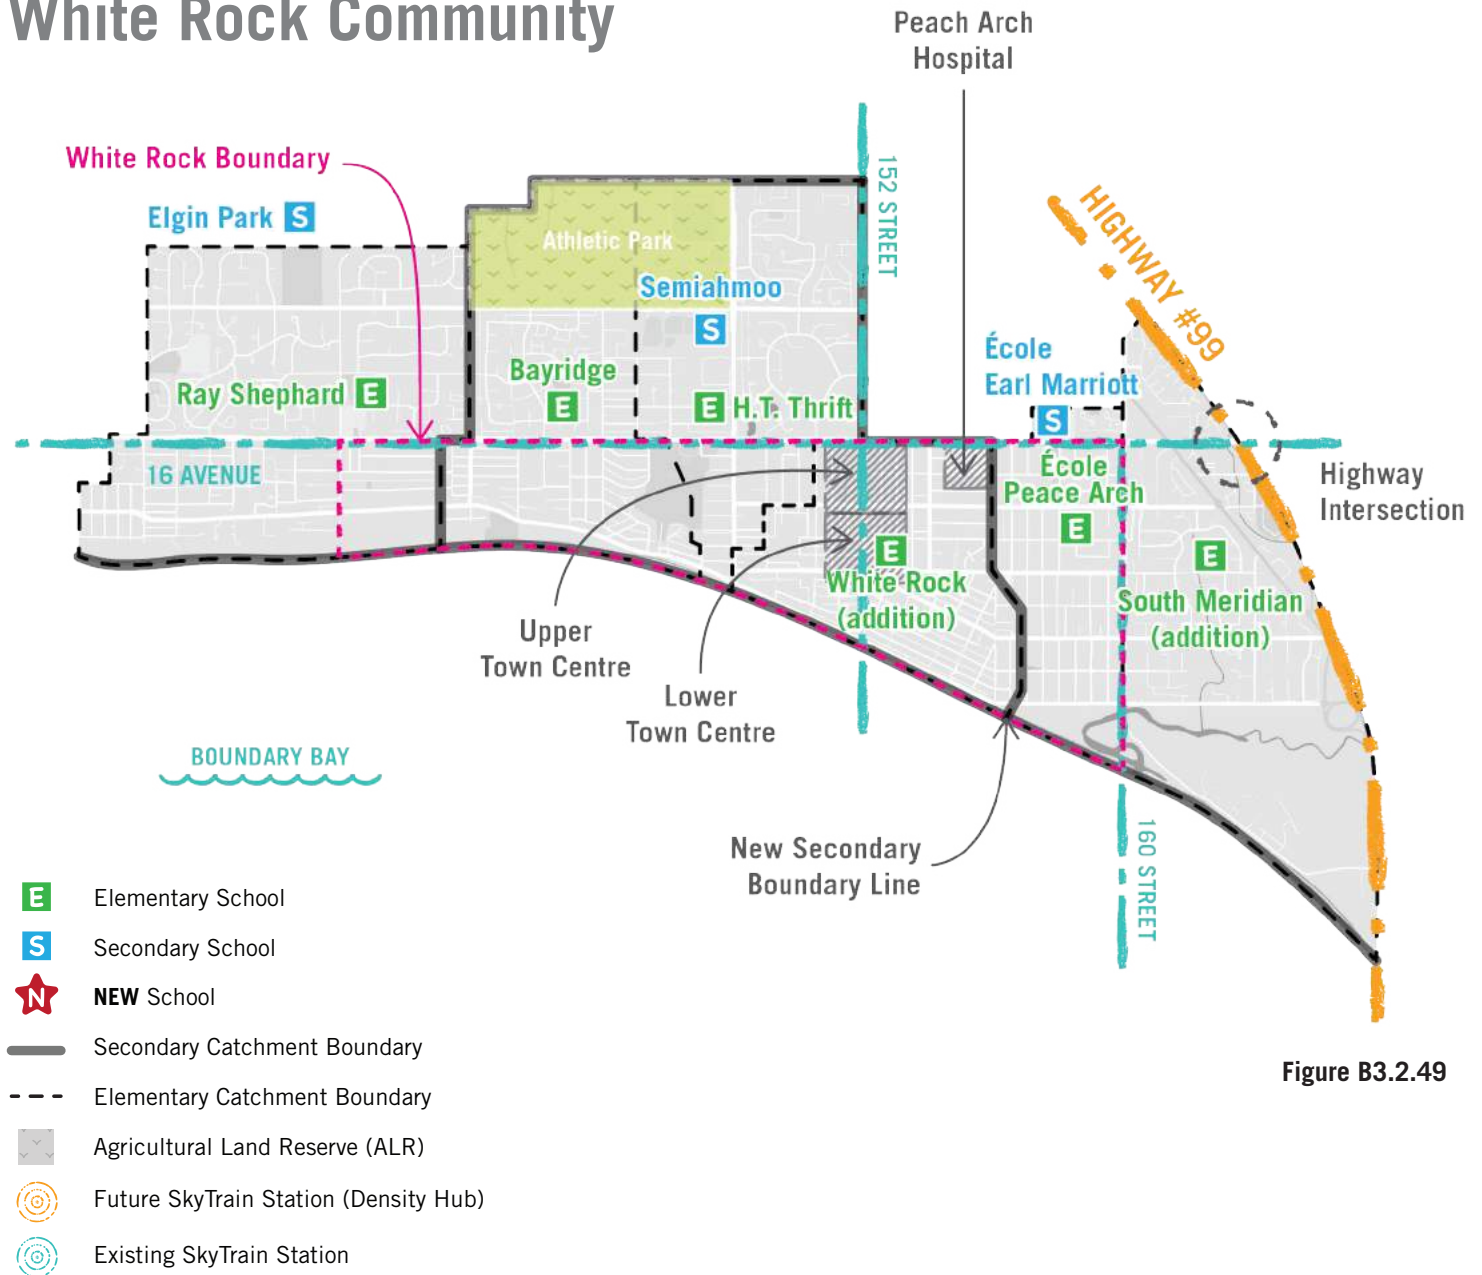 White Rock Community
Peach Arch
Hospital
White Rock Boundary
152 STREET
HIGHWAY #99
Elgin Park S
Athletic Park
Semiahmoo
S
École
Earl Marriott
S
Bayridge
E
Ray Shephard E
E H.T. Thrift
16 AVENUE
École
Peace Arch
E
Highway
Intersection
E
White Rock
(addition)
E
South Meridian
(addition)
Upper
Town Centre
Lower
Town Centre
BOUNDARY BAY
New Secondary
Boundary Line
160 STREET
E Elementary School
S Secondary School
N NEW School
Secondary Catchment Boundary
Elementary Catchment Boundary
Agricultural Land Reserve (ALR)
Future SkyTrain Station (Density Hub)
Existing SkyTrain Station
Figure B3.2.49